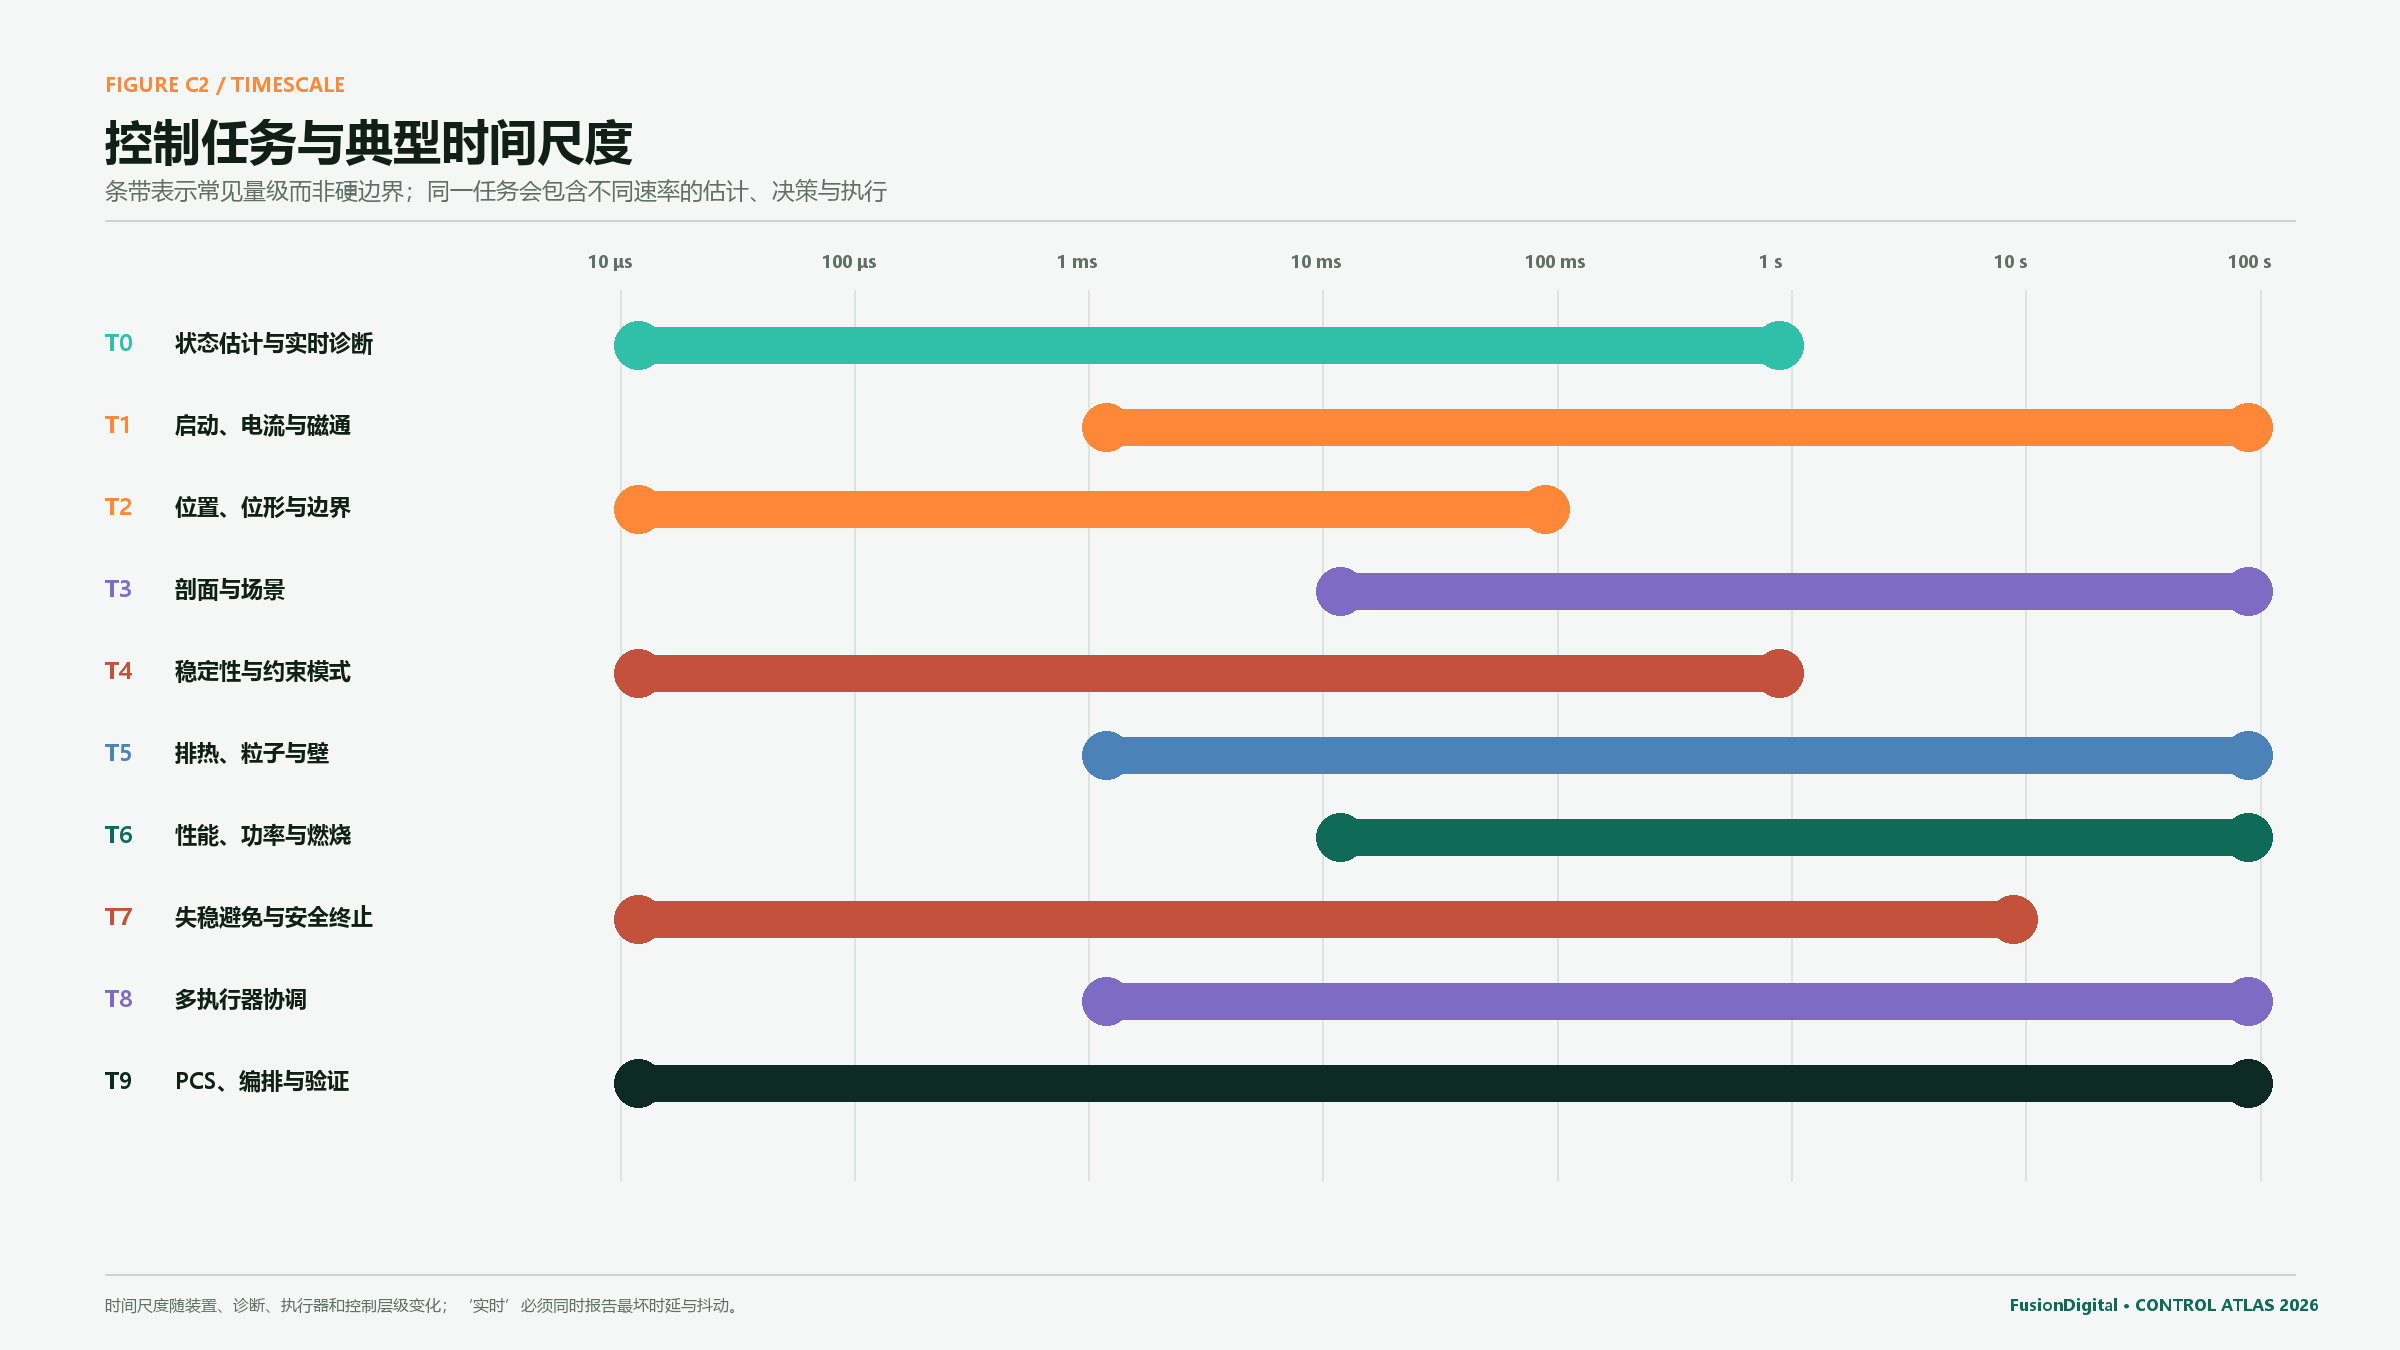 FIGURE C2 / TIMESCALE
控制任务与典型时间尺度
条带表示常见量级而非硬边界；同一任务会包含不同速率的估计、决策与执行
10 μs 100 μs 1 ms 10 ms 100 ms 1 s 10 s 100 s
T0 状态估计与实时诊断
T1 启动、电流与磁通
T2 位置、位形与边界
T3 剖面与场景
T4 稳定性与约束模式
T5 排热、粒子与壁
T6 性能、功率与燃烧
T7 失稳避免与安全终止
T8 多执行器协调
T9 PCS、编排与验证
时间尺度随装置、诊断、执行器和控制层级变化；‘实时’必须同时报告最坏时延与抖动。
FusionDigital • CONTROL ATLAS 2026